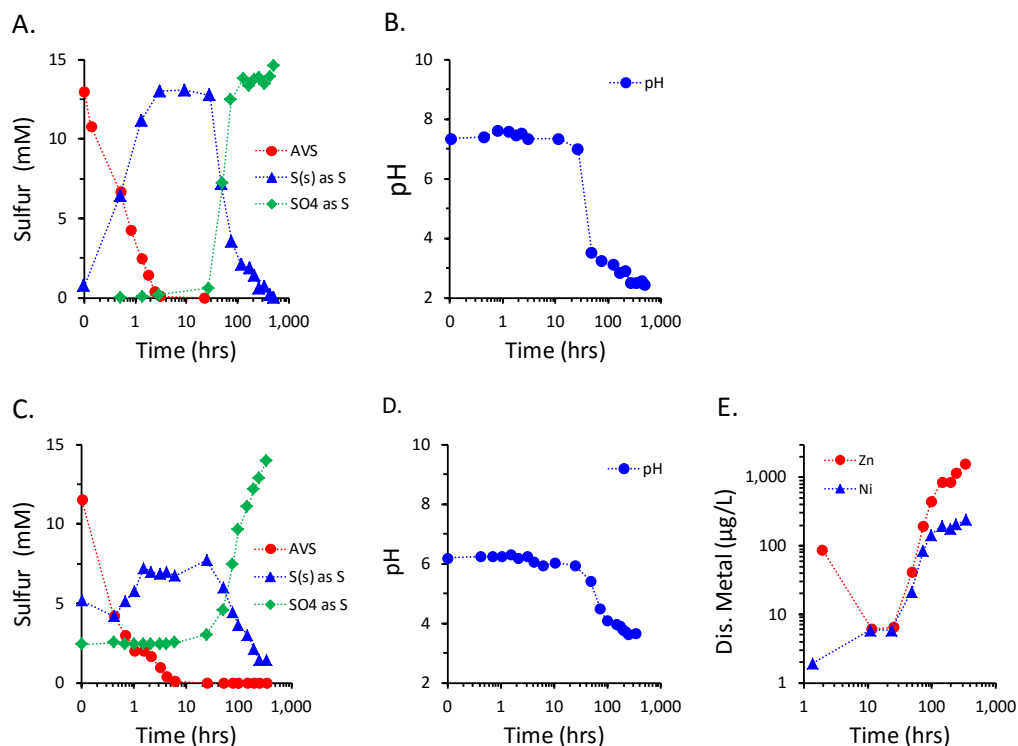 A.
B.
15
10
5
0
Sulfur (mM)
AVS
S(s) as S
SO4 as S
0 1 10 100 1,000
Time (hrs)
10
8
6
4
2
pH
pH
0 1 10 100 1,000
Time (hrs)
C.
D.
E.
15
10
5
0
Sulfur (mM)
AVS
S(s) as S
SO4 as S
0 1 10 100 1,000
Time (hrs)
10
8
6
4
2
pH
pH
0 1 10 100 1,000
Time (hrs)
1,000
100
10
1
Dis. Metal (µg/L)
Zn
Ni
1 10 100 1,000
Time (hrs)